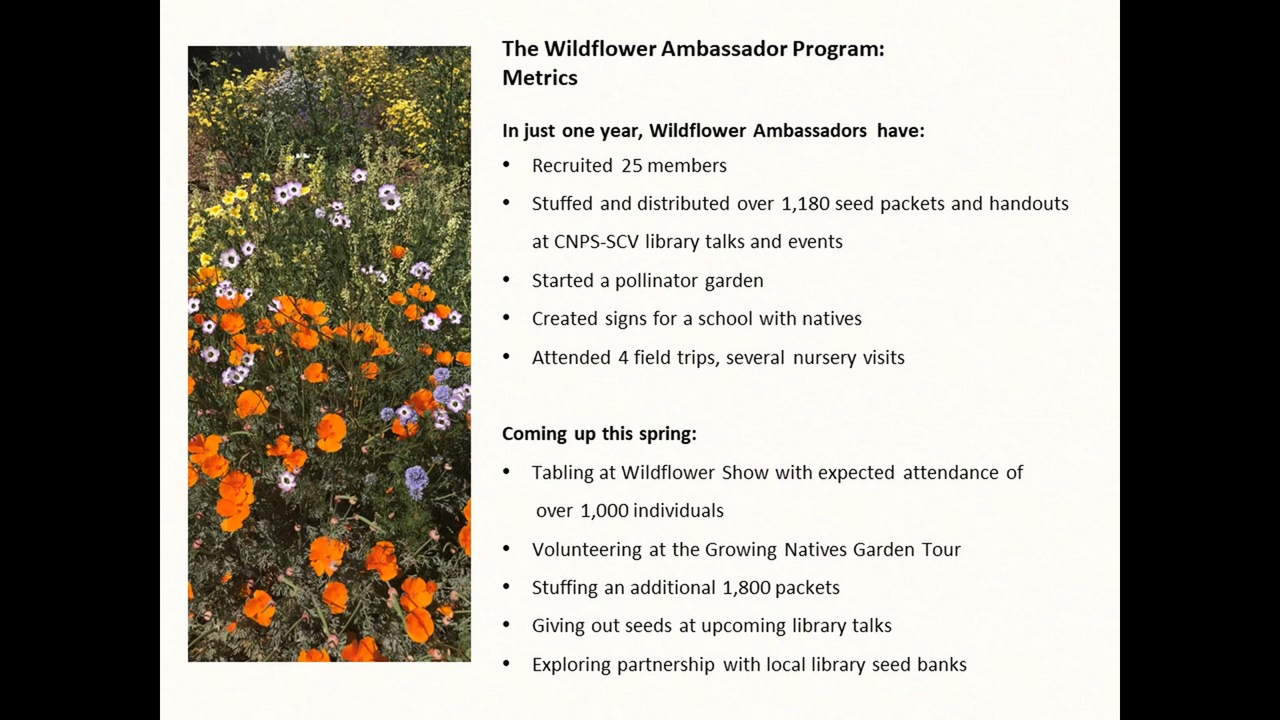 The Wildflower Ambassador Program:
Metrics
In just one year, Wildflower Ambassadors have:
• Recruited 25 members
• Stuffed and distributed over 1,180 seed packets and handouts
at CNPS-SCV library talks and events
• Started a pollinator garden
• Created signs for a school with natives
• Attended 4 field trips, several nursery visits
Coming up this spring:
• Tabling at Wildflower Show with expected attendance of
over 1,000 individuals
• Volunteering at the Growing Natives Garden Tour
• Stuffing an additional 1,800 packets
• Giving out seeds at upcoming library talks
• Exploring partnership with local library seed banks